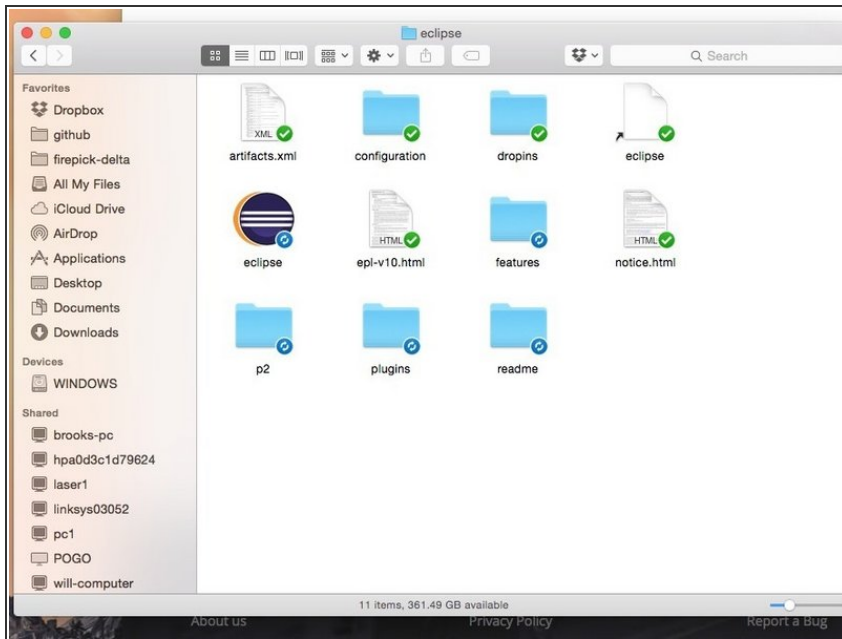 eclipse
Search
Favorites
Dropbox
github
firepick-delta
All My Files
iCloud Drive
AirDrop
Applications
Desktop
Documents
Downloads
Devices
WINDOWS
Shared
brooks-pc
hpa0d3c1d79624
laser1
linksys03052
pc1
POGO
will-computer
XML
artifacts.xml configuration dropins eclipse
HTML HTML
eclipse epl-v10.html features notice.html
p2 plugins readme
11 items, 361.49 GB available
About us Privacy Policy Report a Bug